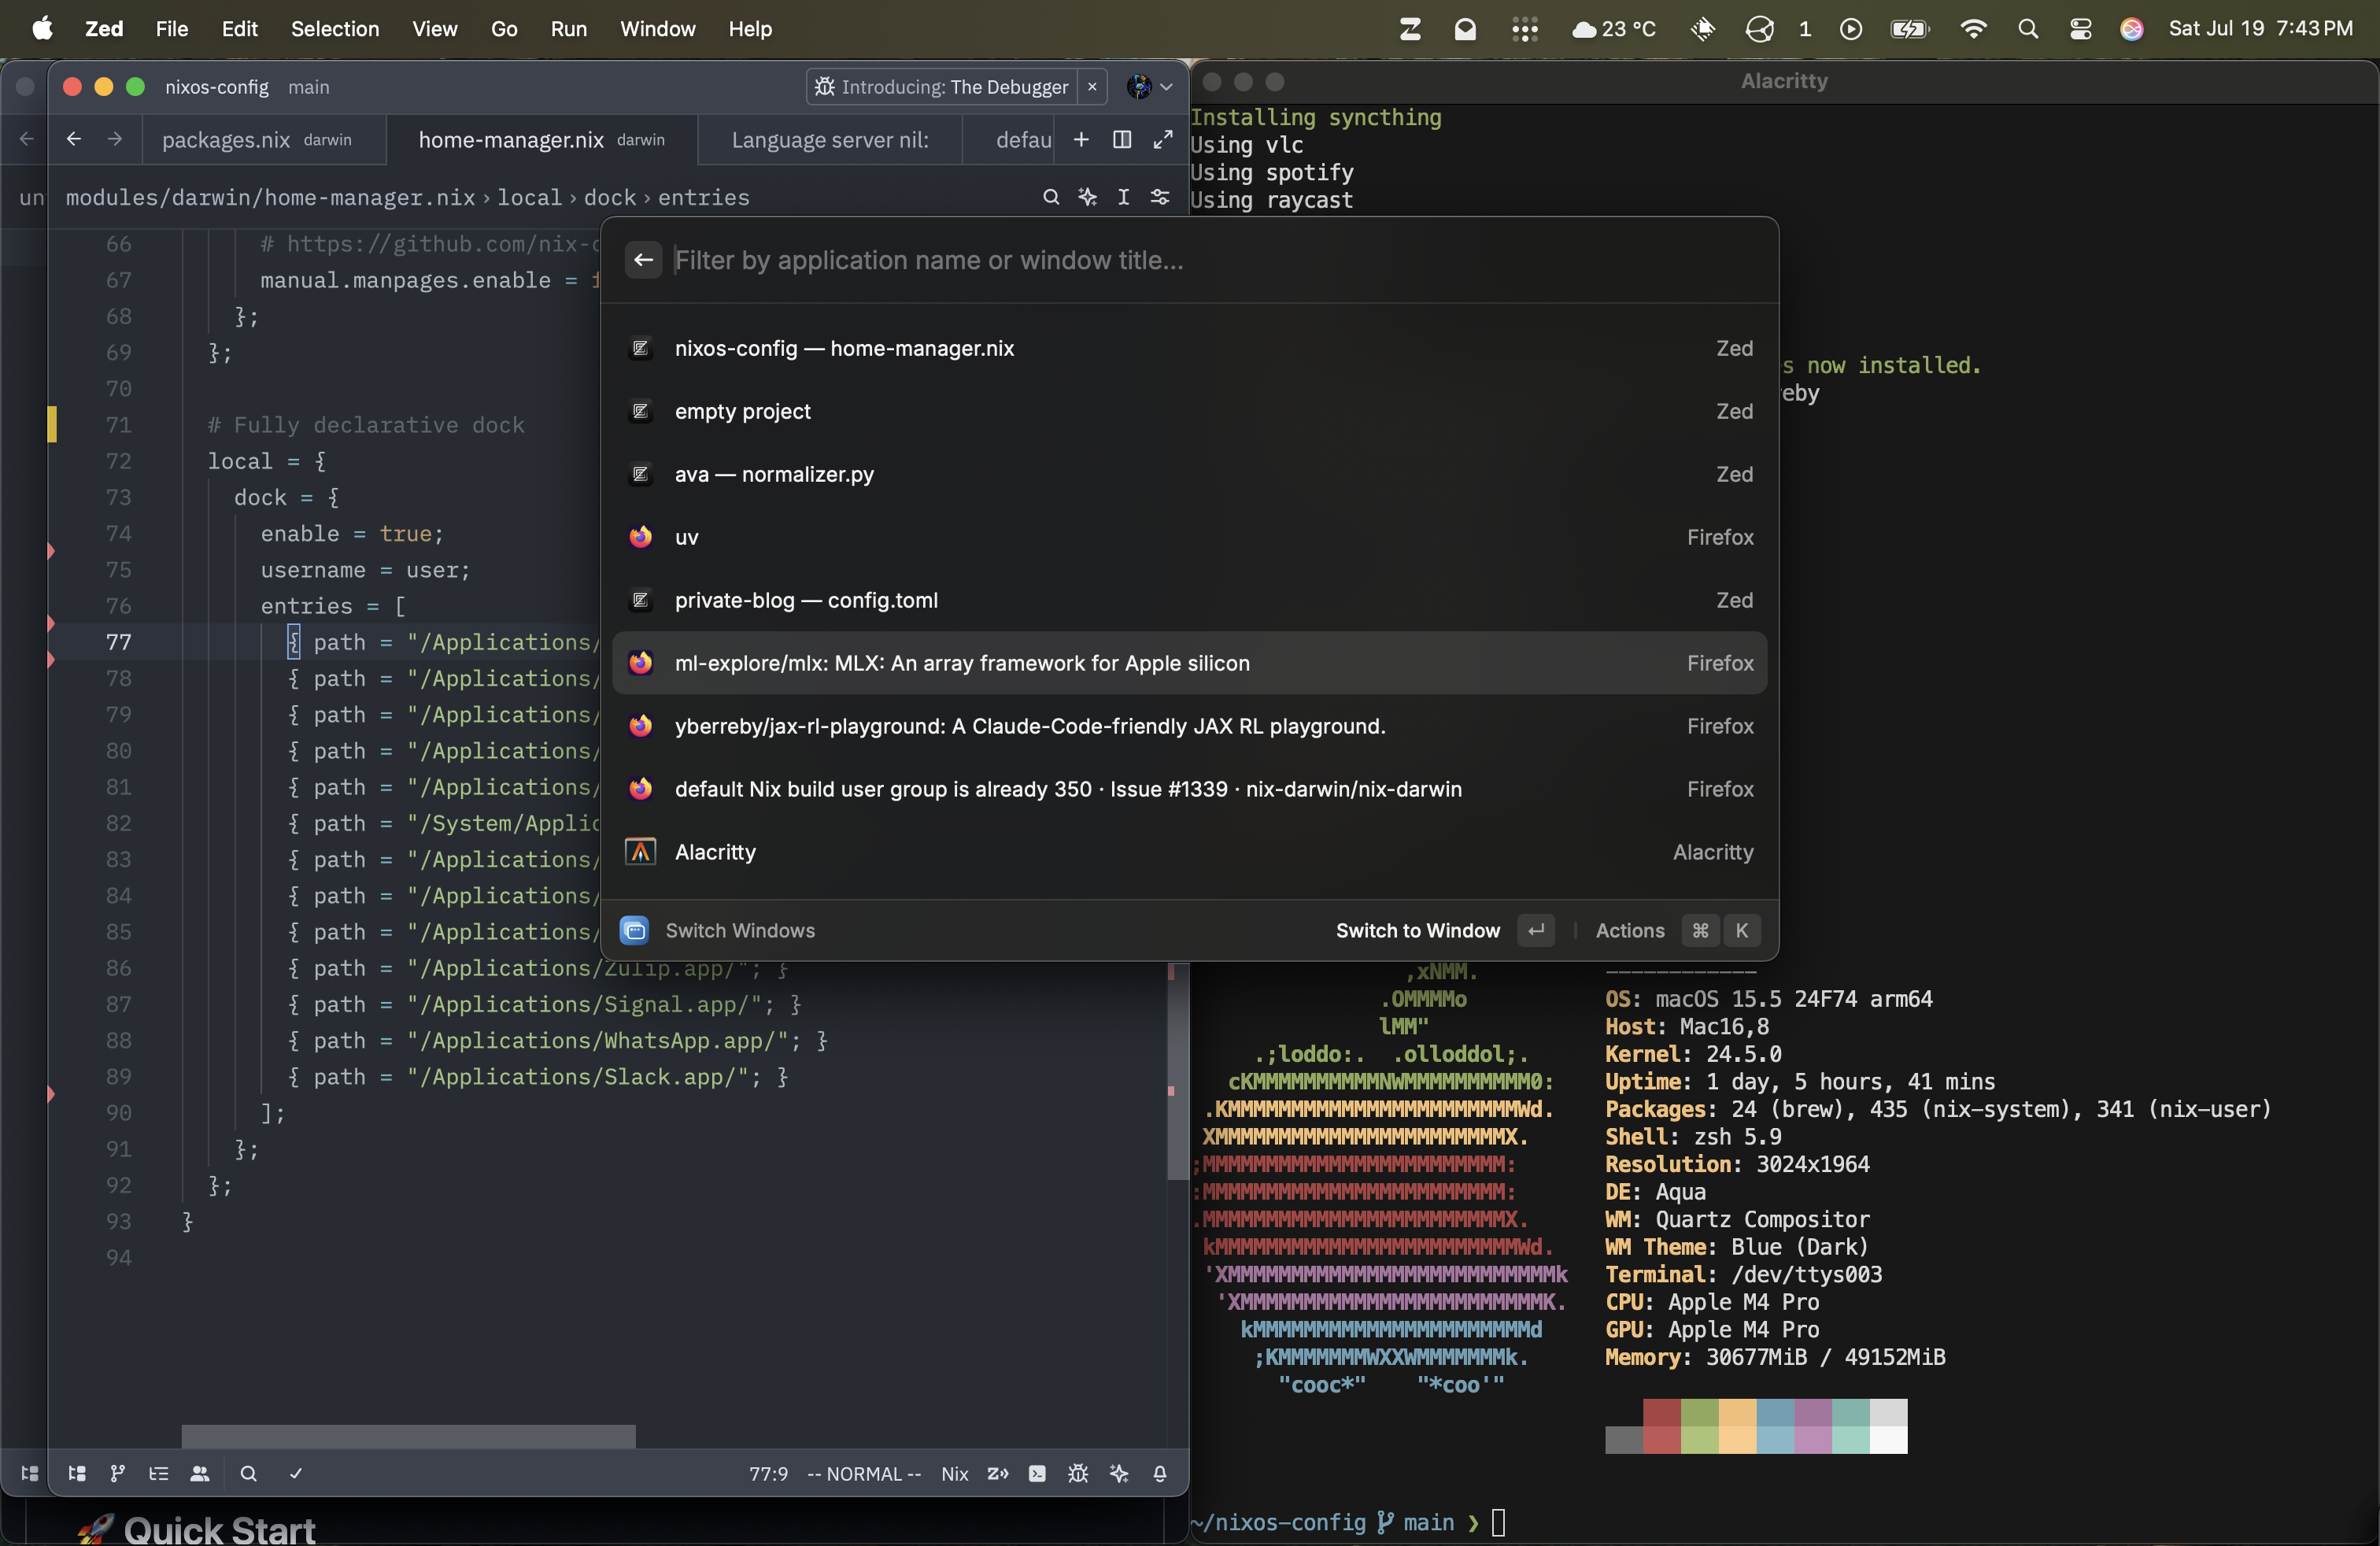 Zed File Edit Selection View Go Run Window Help 23 °C 1 Sat Jul 19 7:43 PM
nixos-config main Introducing: The Debugger
packages.nix darwin home-manager.nix darwin Language server nil: defau
un modules/darwin/home-manager.nix › local › dock › entries
66 # https://github.com/nix-c
67 manual.manpages.enable = f
68 };
69 };
70
71 # Fully declarative dock
72 local = {
73 dock = {
74 enable = true;
75 username = user;
76 entries = [
77 { path = "/Applications/
78 { path = "/Applications/
79 { path = "/Applications/
80 { path = "/Applications/
81 { path = "/Applications/
82 { path = "/System/Applic
83 { path = "/Applications/
84 { path = "/Applications/
85 { path = "/Applications/
86 { path = "/Applications/Zulip.app/"; }
87 { path = "/Applications/Signal.app/"; }
88 { path = "/Applications/WhatsApp.app/"; }
89 { path = "/Applications/Slack.app/"; }
90 ];
91 };
92 };
93 }
94
77:9 -- NORMAL -- Nix
🚀 Quick Start
Filter by application name or window title...
nixos-config — home-manager.nix Zed
empty project Zed
ava — normalizer.py Zed
uv Firefox
private-blog — config.toml Zed
ml-explore/mlx: MLX: An array framework for Apple silicon Firefox
yberreby/jax-rl-playground: A Claude-Code-friendly JAX RL playground. Firefox
default Nix build user group is already 350 · Issue #1339 · nix-darwin/nix-darwin Firefox
Alacritty Alacritty
Switch Windows Switch to Window ↵ Actions ⌘ K
Alacritty
Installing syncthing
Using vlc
Using spotify
Using raycast
s now installed.
eby
,xNMM. ------------
.OMMMMo OS: macOS 15.5 24F74 arm64
lMM" Host: Mac16,8
.;loddo:. .olloddol;. Kernel: 24.5.0
cKMMMMMMMMMMNWMMMMMMMMMM0: Uptime: 1 day, 5 hours, 41 mins
.KMMMMMMMMMMMMMMMMMMMMMMMWd. Packages: 24 (brew), 435 (nix-system), 341 (nix-user)
XMMMMMMMMMMMMMMMMMMMMMMMX. Shell: zsh 5.9
;MMMMMMMMMMMMMMMMMMMMMMMM: Resolution: 3024x1964
:MMMMMMMMMMMMMMMMMMMMMMMM: DE: Aqua
.MMMMMMMMMMMMMMMMMMMMMMMMX. WM: Quartz Compositor
kMMMMMMMMMMMMMMMMMMMMMMMMWd. WM Theme: Blue (Dark)
'XMMMMMMMMMMMMMMMMMMMMMMMMMMk Terminal: /dev/ttys003
'XMMMMMMMMMMMMMMMMMMMMMMMMK. CPU: Apple M4 Pro
kMMMMMMMMMMMMMMMMMMMMMMd GPU: Apple M4 Pro
;KMMMMMMMWXXWMMMMMMMk. Memory: 30677MiB / 49152MiB
"cooc*" "*coo'"
~/nixos-config main ❯